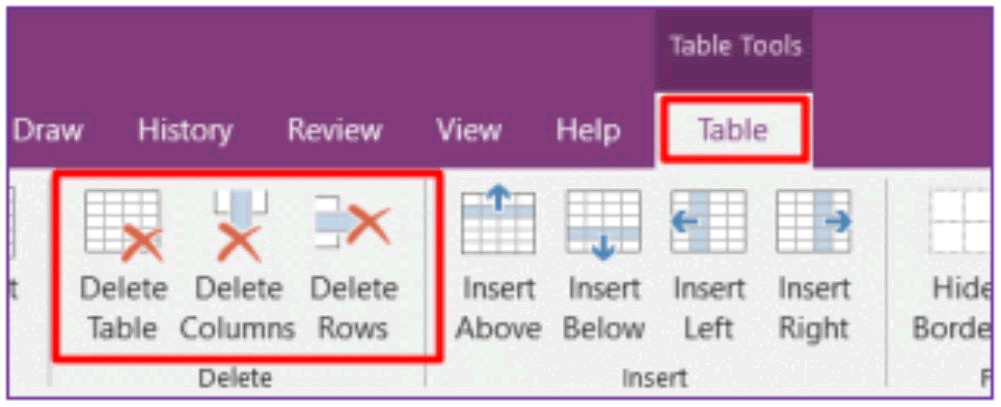 Table Tools
Draw History Review View Help Table
Delete Delete Delete Insert Insert Insert Insert Hide
Table Columns Rows Above Below Left Right Borde
Delete Insert